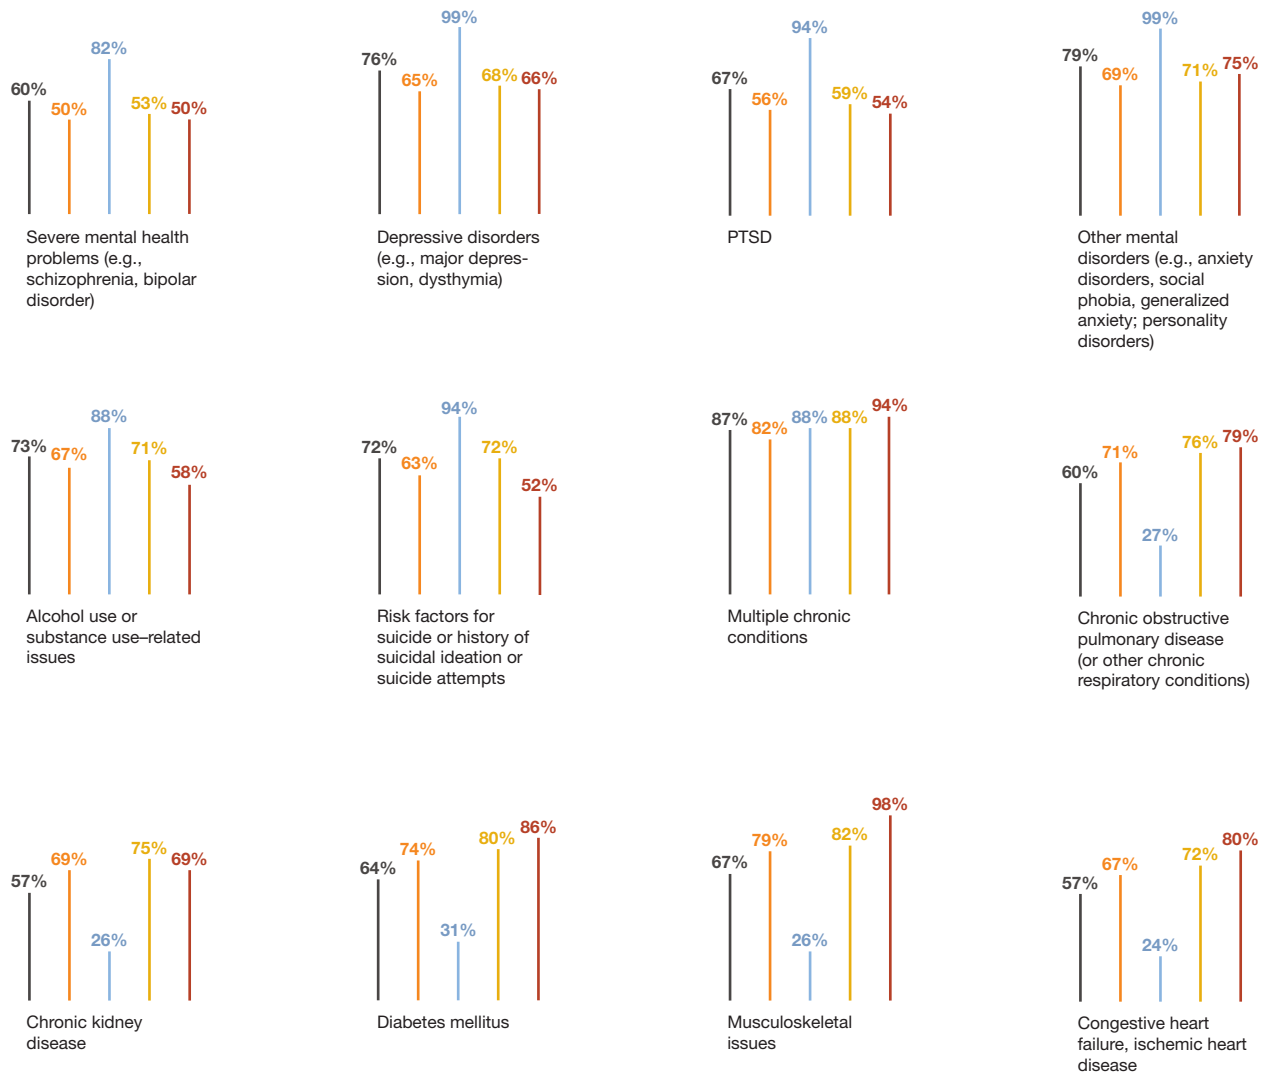 60%
50%
82%
53%
50%
Severe mental health
problems (e.g.,
schizophrenia, bipolar
disorder)
76%
65%
99%
68%
66%
Depressive disorders
(e.g., major depres-
sion, dysthymia)
67%
56%
94%
59%
54%
PTSD
79%
69%
99%
71%
75%
Other mental
disorders (e.g., anxiety
disorders, social
phobia, generalized
anxiety; personality
disorders)
73%
67%
88%
71%
58%
Alcohol use or
substance use–related
issues
72%
63%
94%
72%
52%
Risk factors for
suicide or history of
suicidal ideation or
suicide attempts
87%
82%
88%
88%
94%
Multiple chronic
conditions
60%
71%
27%
76%
79%
Chronic obstructive
pulmonary disease
(or other chronic
respiratory conditions)
57%
69%
26%
75%
69%
Chronic kidney
disease
64%
74%
31%
80%
86%
Diabetes mellitus
67%
79%
26%
82%
98%
Musculoskeletal
issues
57%
67%
24%
72%
80%
Congestive heart
failure, ischemic heart
disease